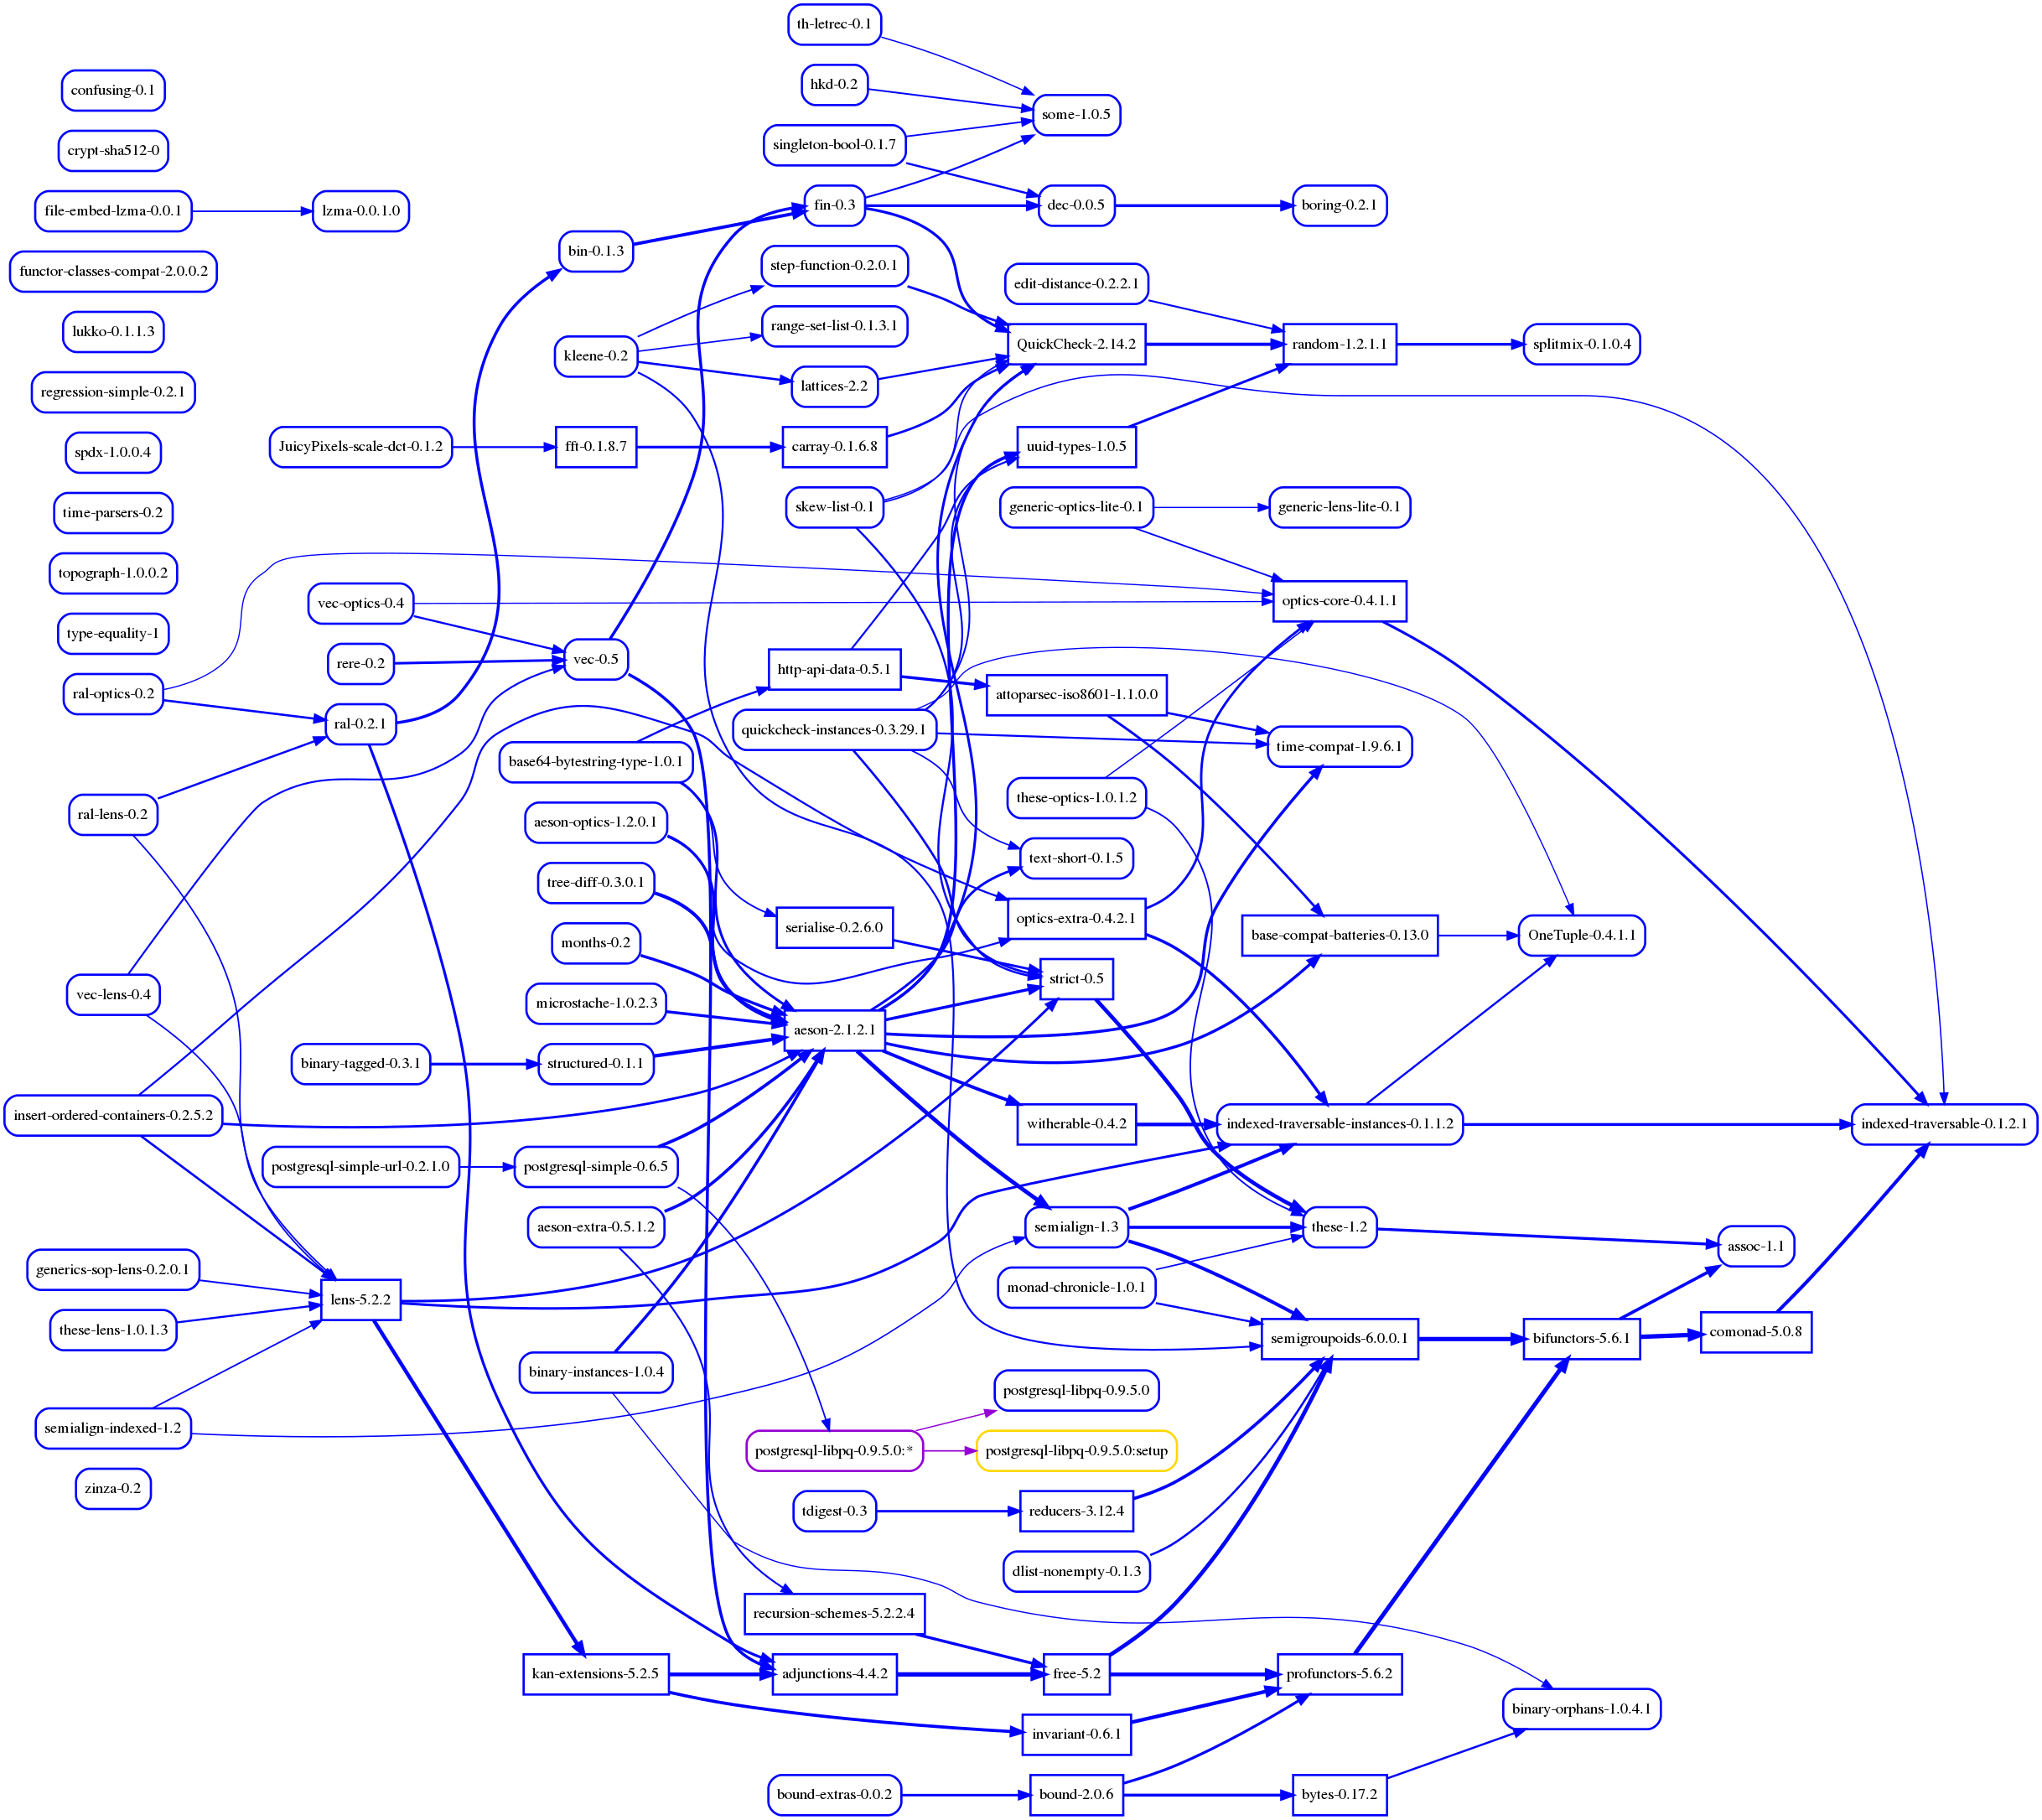 th-letrec-0.1
confusing-0.1
hkd-0.2
some-1.0.5
crypt-sha512-0
singleton-bool-0.1.7
file-embed-lzma-0.0.1
lzma-0.0.1.0
fin-0.3
dec-0.0.5
boring-0.2.1
bin-0.1.3
functor-classes-compat-2.0.0.2
step-function-0.2.0.1
edit-distance-0.2.2.1
lukko-0.1.1.3
range-set-list-0.1.3.1
kleene-0.2
QuickCheck-2.14.2
random-1.2.1.1
splitmix-0.1.0.4
regression-simple-0.2.1
lattices-2.2
spdx-1.0.0.4
JuicyPixels-scale-dct-0.1.2
fft-0.1.8.7
carray-0.1.6.8
uuid-types-1.0.5
time-parsers-0.2
skew-list-0.1
generic-optics-lite-0.1
generic-lens-lite-0.1
topograph-1.0.0.2
vec-optics-0.4
optics-core-0.4.1.1
type-equality-1
rere-0.2
vec-0.5
http-api-data-0.5.1
ral-optics-0.2
attoparsec-iso8601-1.1.0.0
ral-0.2.1
quickcheck-instances-0.3.29.1
time-compat-1.9.6.1
base64-bytestring-type-1.0.1
these-optics-1.0.1.2
ral-lens-0.2
aeson-optics-1.2.0.1
text-short-0.1.5
tree-diff-0.3.0.1
optics-extra-0.4.2.1
serialise-0.2.6.0
base-compat-batteries-0.13.0
OneTuple-0.4.1.1
months-0.2
strict-0.5
vec-lens-0.4
microstache-1.0.2.3
aeson-2.1.2.1
binary-tagged-0.3.1
structured-0.1.1
insert-ordered-containers-0.2.5.2
witherable-0.4.2
indexed-traversable-instances-0.1.1.2
indexed-traversable-0.1.2.1
postgresql-simple-url-0.2.1.0
postgresql-simple-0.6.5
aeson-extra-0.5.1.2
semialign-1.3
these-1.2
assoc-1.1
generics-sop-lens-0.2.0.1
monad-chronicle-1.0.1
lens-5.2.2
these-lens-1.0.1.3
semigroupoids-6.0.0.1
bifunctors-5.6.1
comonad-5.0.8
binary-instances-1.0.4
postgresql-libpq-0.9.5.0
semialign-indexed-1.2
postgresql-libpq-0.9.5.0:*
postgresql-libpq-0.9.5.0:setup
zinza-0.2
tdigest-0.3
reducers-3.12.4
dlist-nonempty-0.1.3
recursion-schemes-5.2.2.4
kan-extensions-5.2.5
adjunctions-4.4.2
free-5.2
profunctors-5.6.2
binary-orphans-1.0.4.1
invariant-0.6.1
bound-extras-0.0.2
bound-2.0.6
bytes-0.17.2